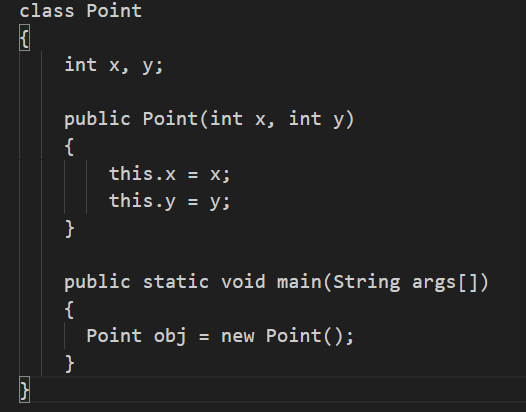 class Point
{
int x, y;
public Point(int x, int y)
{
this.x = x;
this.y = y;
}
public static void main(String args[])
{
Point obj = new Point();
}
}